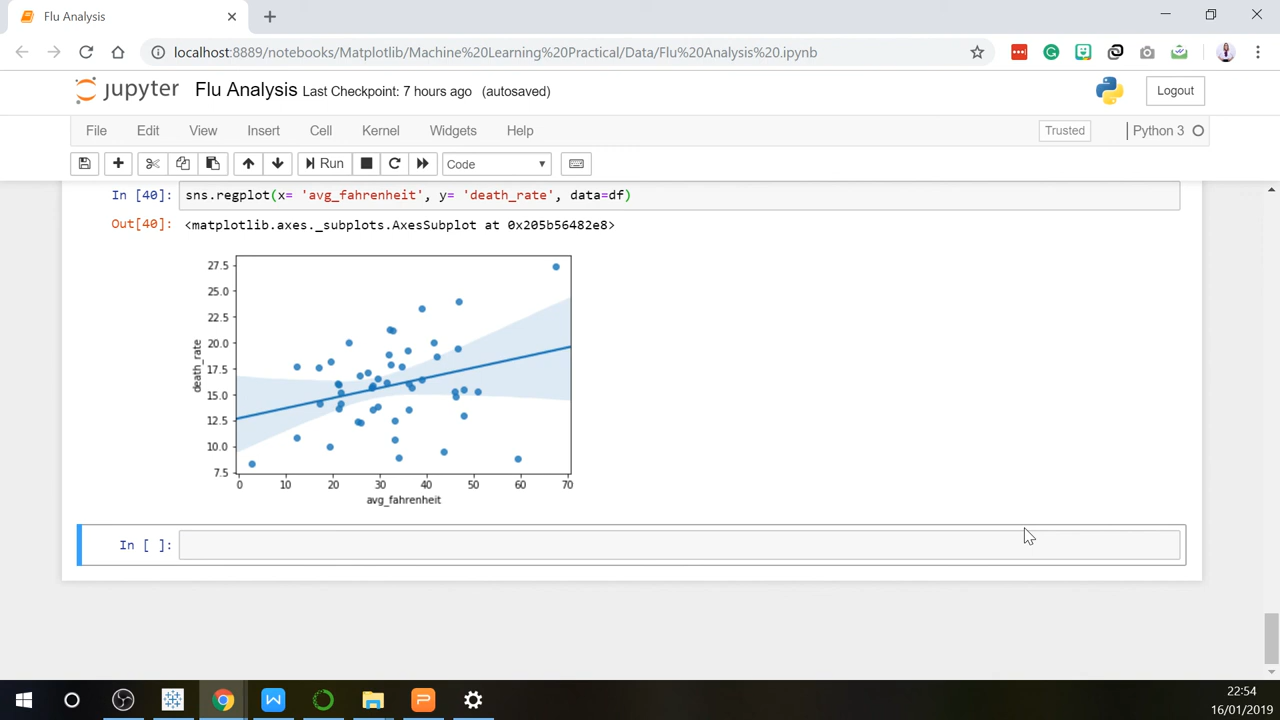 Flu Analysis
localhost:8889/notebooks/Matplotlib/Machine%20Learning%20Practical/Data/Flu%20Analysis%20.ipynb
jupyter Flu Analysis Last Checkpoint: 7 hours ago (autosaved)
Logout
File Edit View Insert Cell Kernel Widgets Help
Trusted
Python 3
Run
Code
In [40]: sns.regplot(x= 'avg_fahrenheit', y= 'death_rate', data=df)
Out[40]: <matplotlib.axes._subplots.AxesSubplot at 0x205b56482e8>
27.5
25.0
22.5
20.0
17.5
15.0
12.5
10.0
7.5
death_rate
0 10 20 30 40 50 60 70
avg_fahrenheit
In [ ]:
22:54
16/01/2019